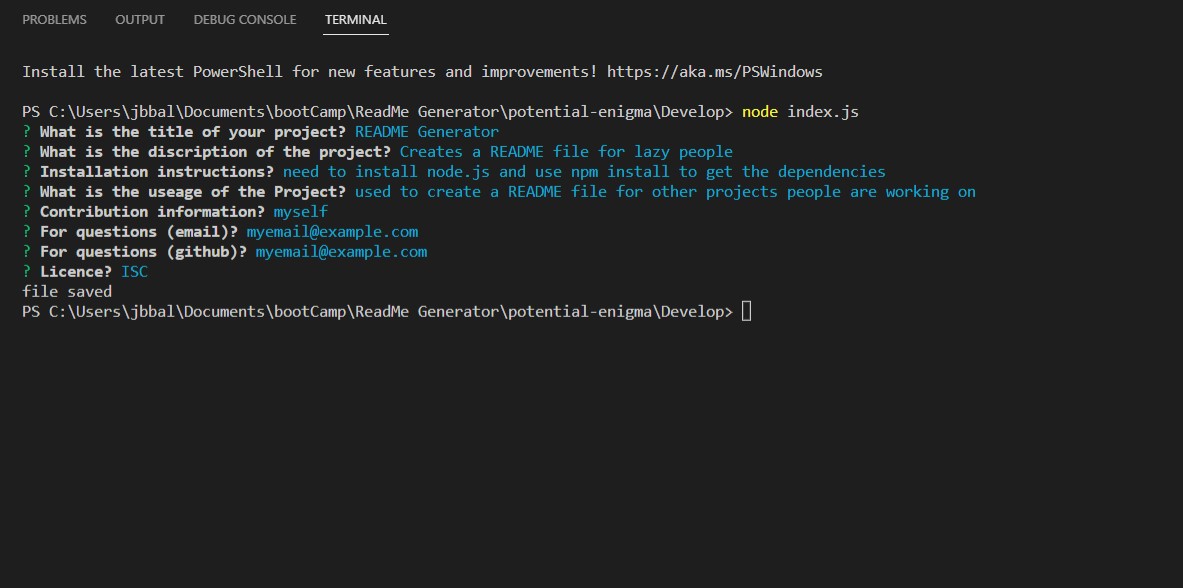 PROBLEMS OUTPUT DEBUG CONSOLE TERMINAL
Install the latest PowerShell for new features and improvements! https://aka.ms/PSWindows
PS C:\Users\jbbal\Documents\bootCamp\ReadMe Generator\potential-enigma\Develop> node index.js
? What is the title of your project? README Generator
? What is the discription of the project? Creates a README file for lazy people
? Installation instructions? need to install node.js and use npm install to get the dependencies
? What is the useage of the Project? used to create a README file for other projects people are working on
? Contribution information? myself
? For questions (email)? myemail@example.com
? For questions (github)? myemail@example.com
? Licence? ISC
file saved
PS C:\Users\jbbal\Documents\bootCamp\ReadMe Generator\potential-enigma\Develop>